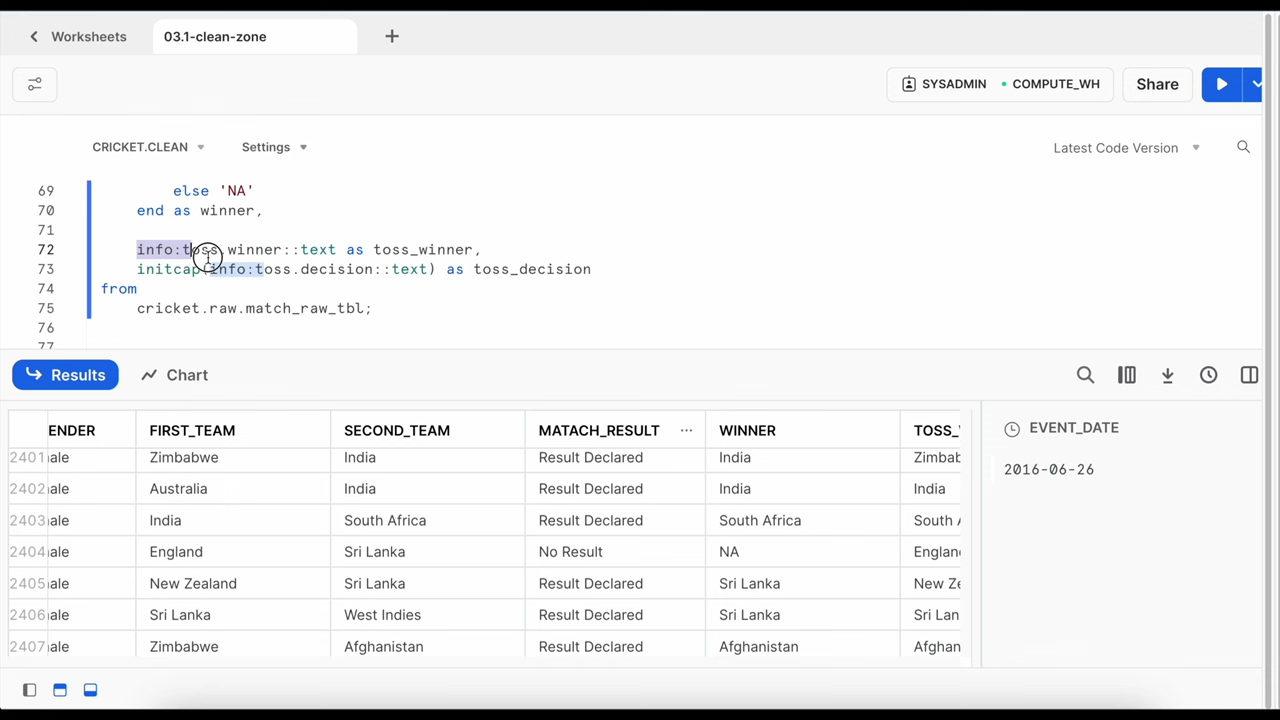 Worksheets 03.1-clean-zone
SYSADMIN COMPUTE_WH Share
CRICKET.CLEAN Settings Latest Code Version
69 else 'NA'
70 end as winner,
71
72 info:toss.winner::text as toss_winner,
73 initcap(info:toss.decision::text) as toss_decision
74 from
75 cricket.raw.match_raw_tbl;
76
77
Results Chart
ENDER FIRST_TEAM SECOND_TEAM MATACH_RESULT ... WINNER TOSS_
2401 ale Zimbabwe India Result Declared India Zimbab
2402 ale Australia India Result Declared India India
2403 ale India South Africa Result Declared South Africa South A
2404 ale England Sri Lanka No Result NA Englan
2405 ale New Zealand Sri Lanka Result Declared Sri Lanka New Ze
2406 ale Sri Lanka West Indies Result Declared Sri Lanka Sri Lan
2407 ale Zimbabwe Afghanistan Result Declared Afghanistan Afghan
EVENT_DATE
2016-06-26